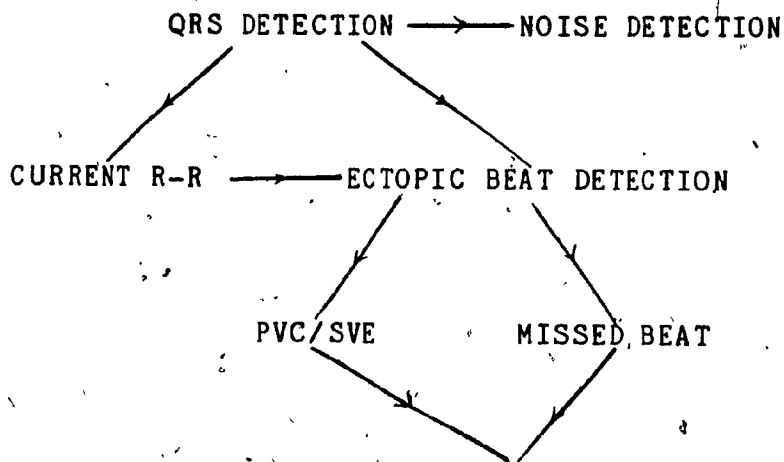 QRS DETECTION NOISE DETECTION
CURRENT R-R ECTOPIC BEAT DETECTION
PVC/SVE MISSED BEAT